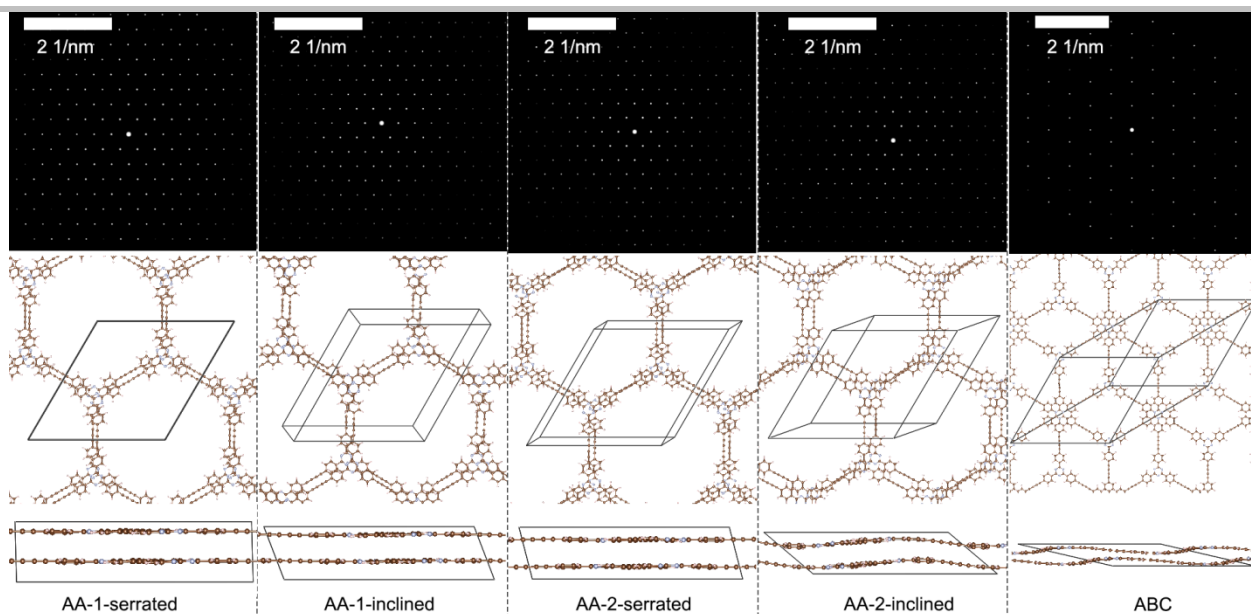 2 1/nm
2 1/nm
2 1/nm
2 1/nm
2 1/nm
AA-1-serrated
AA-1-inclined
AA-2-serrated
AA-2-inclined
ABC